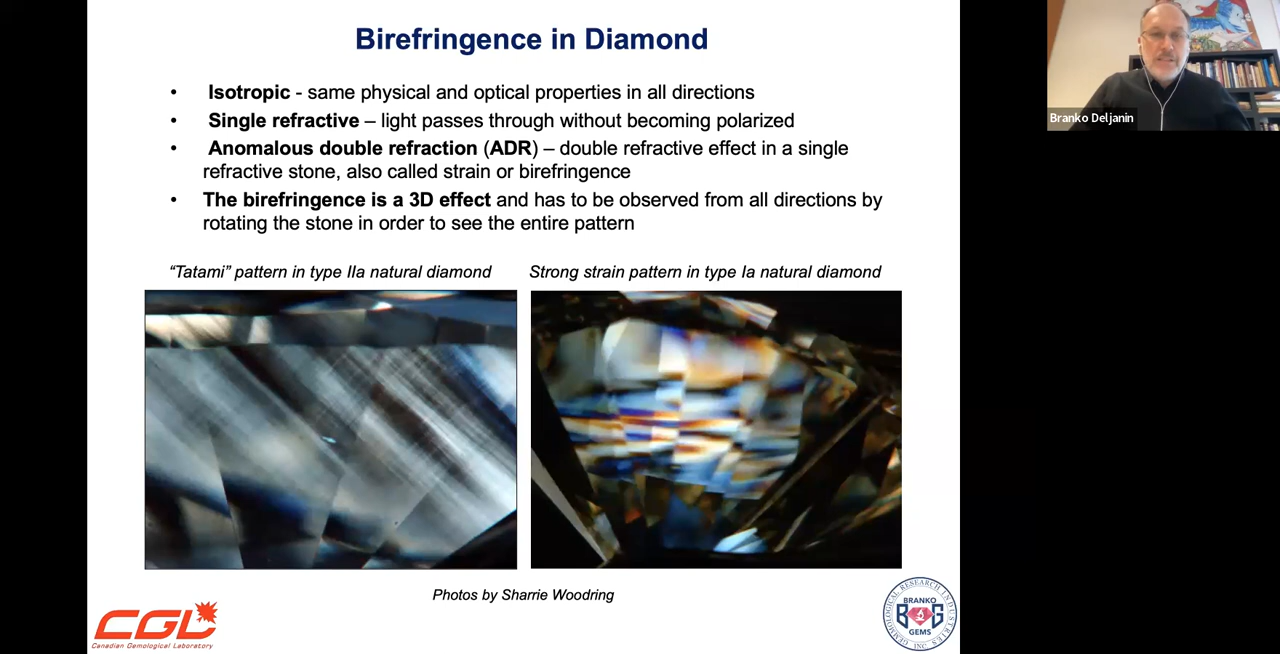 Birefringence in Diamond
• Isotropic - same physical and optical properties in all directions
• Single refractive – light passes through without becoming polarized
• Anomalous double refraction (ADR) – double refractive effect in a single
refractive stone, also called strain or birefringence
• The birefringence is a 3D effect and has to be observed from all directions by
rotating the stone in order to see the entire pattern
“Tatami” pattern in type IIa natural diamond
Strong strain pattern in type Ia natural diamond
Photos by Sharrie Woodring
CGL
Canadian Gemological Laboratory
GEMOLOGICAL RESEARCH INDUSTRIES INC.
BRANKO
GEMS
Branko Deljanin